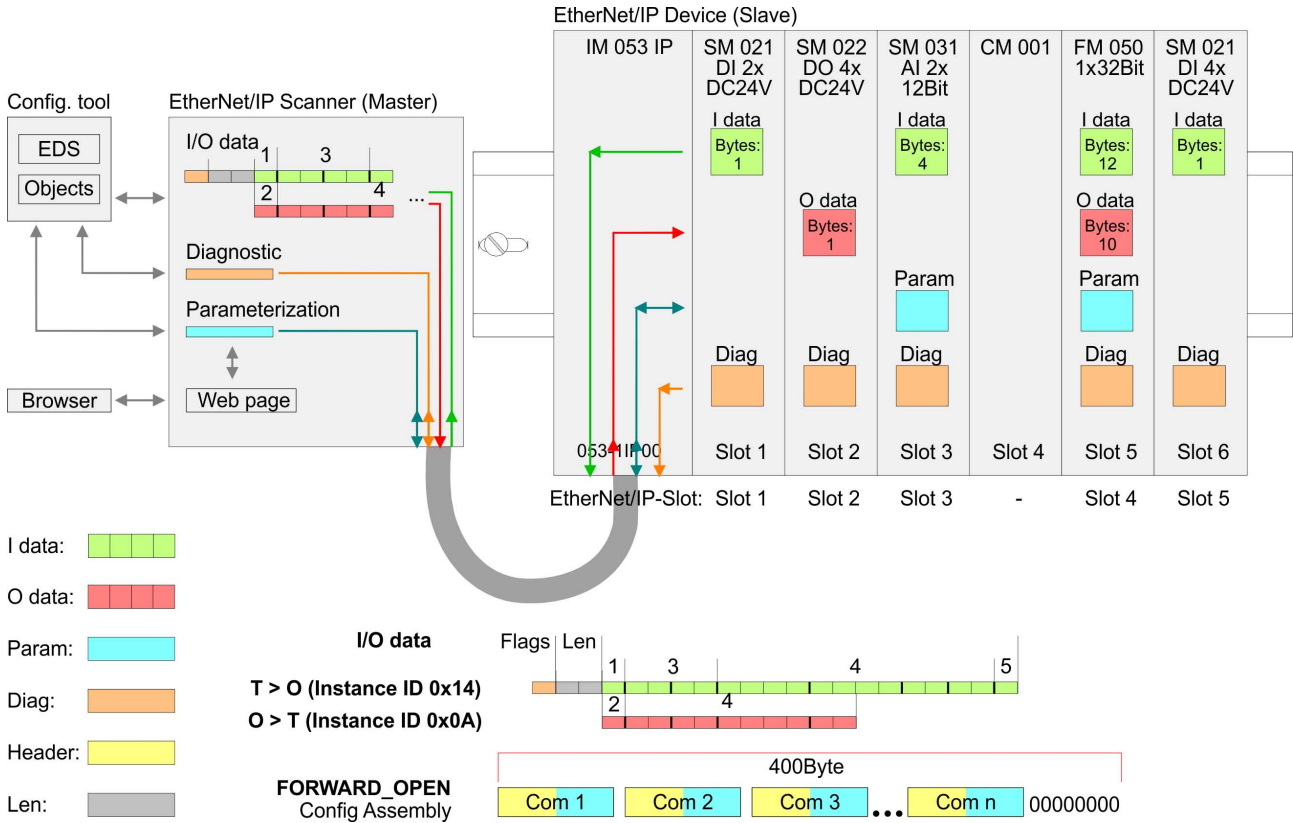 EtherNet/IP Device (Slave)
IM 053 IP
SM 021
DI 2x
DC24V
SM 022
DO 4x
DC24V
SM 031
AI 2x
12Bit
CM 001
FM 050
1x32Bit
SM 021
DI 4x
DC24V
Config. tool
EDS
Objects
EtherNet/IP Scanner (Master)
I/O data
1
3
2
4
...
Diagnostic
Parameterization
Browser
Web page
I data
Bytes:
1
I data
Bytes:
4
I data
Bytes:
12
I data
Bytes:
1
O data
Bytes:
1
O data
Bytes:
10
Param
Param
Diag
Diag
Diag
Diag
Diag
053-1IP00
Slot 1
Slot 2
Slot 3
Slot 4
Slot 5
Slot 6
EtherNet/IP-Slot:
Slot 1
Slot 2
Slot 3
-
Slot 4
Slot 5
I data:
O data:
Param:
Diag:
Header:
Len:
I/O data
Flags
Len
1
3
4
5
T > O (Instance ID 0x14)
2
4
O > T (Instance ID 0x0A)
400Byte
FORWARD_OPEN
Config Assembly
Com 1
Com 2
Com 3
...
Com n
00000000